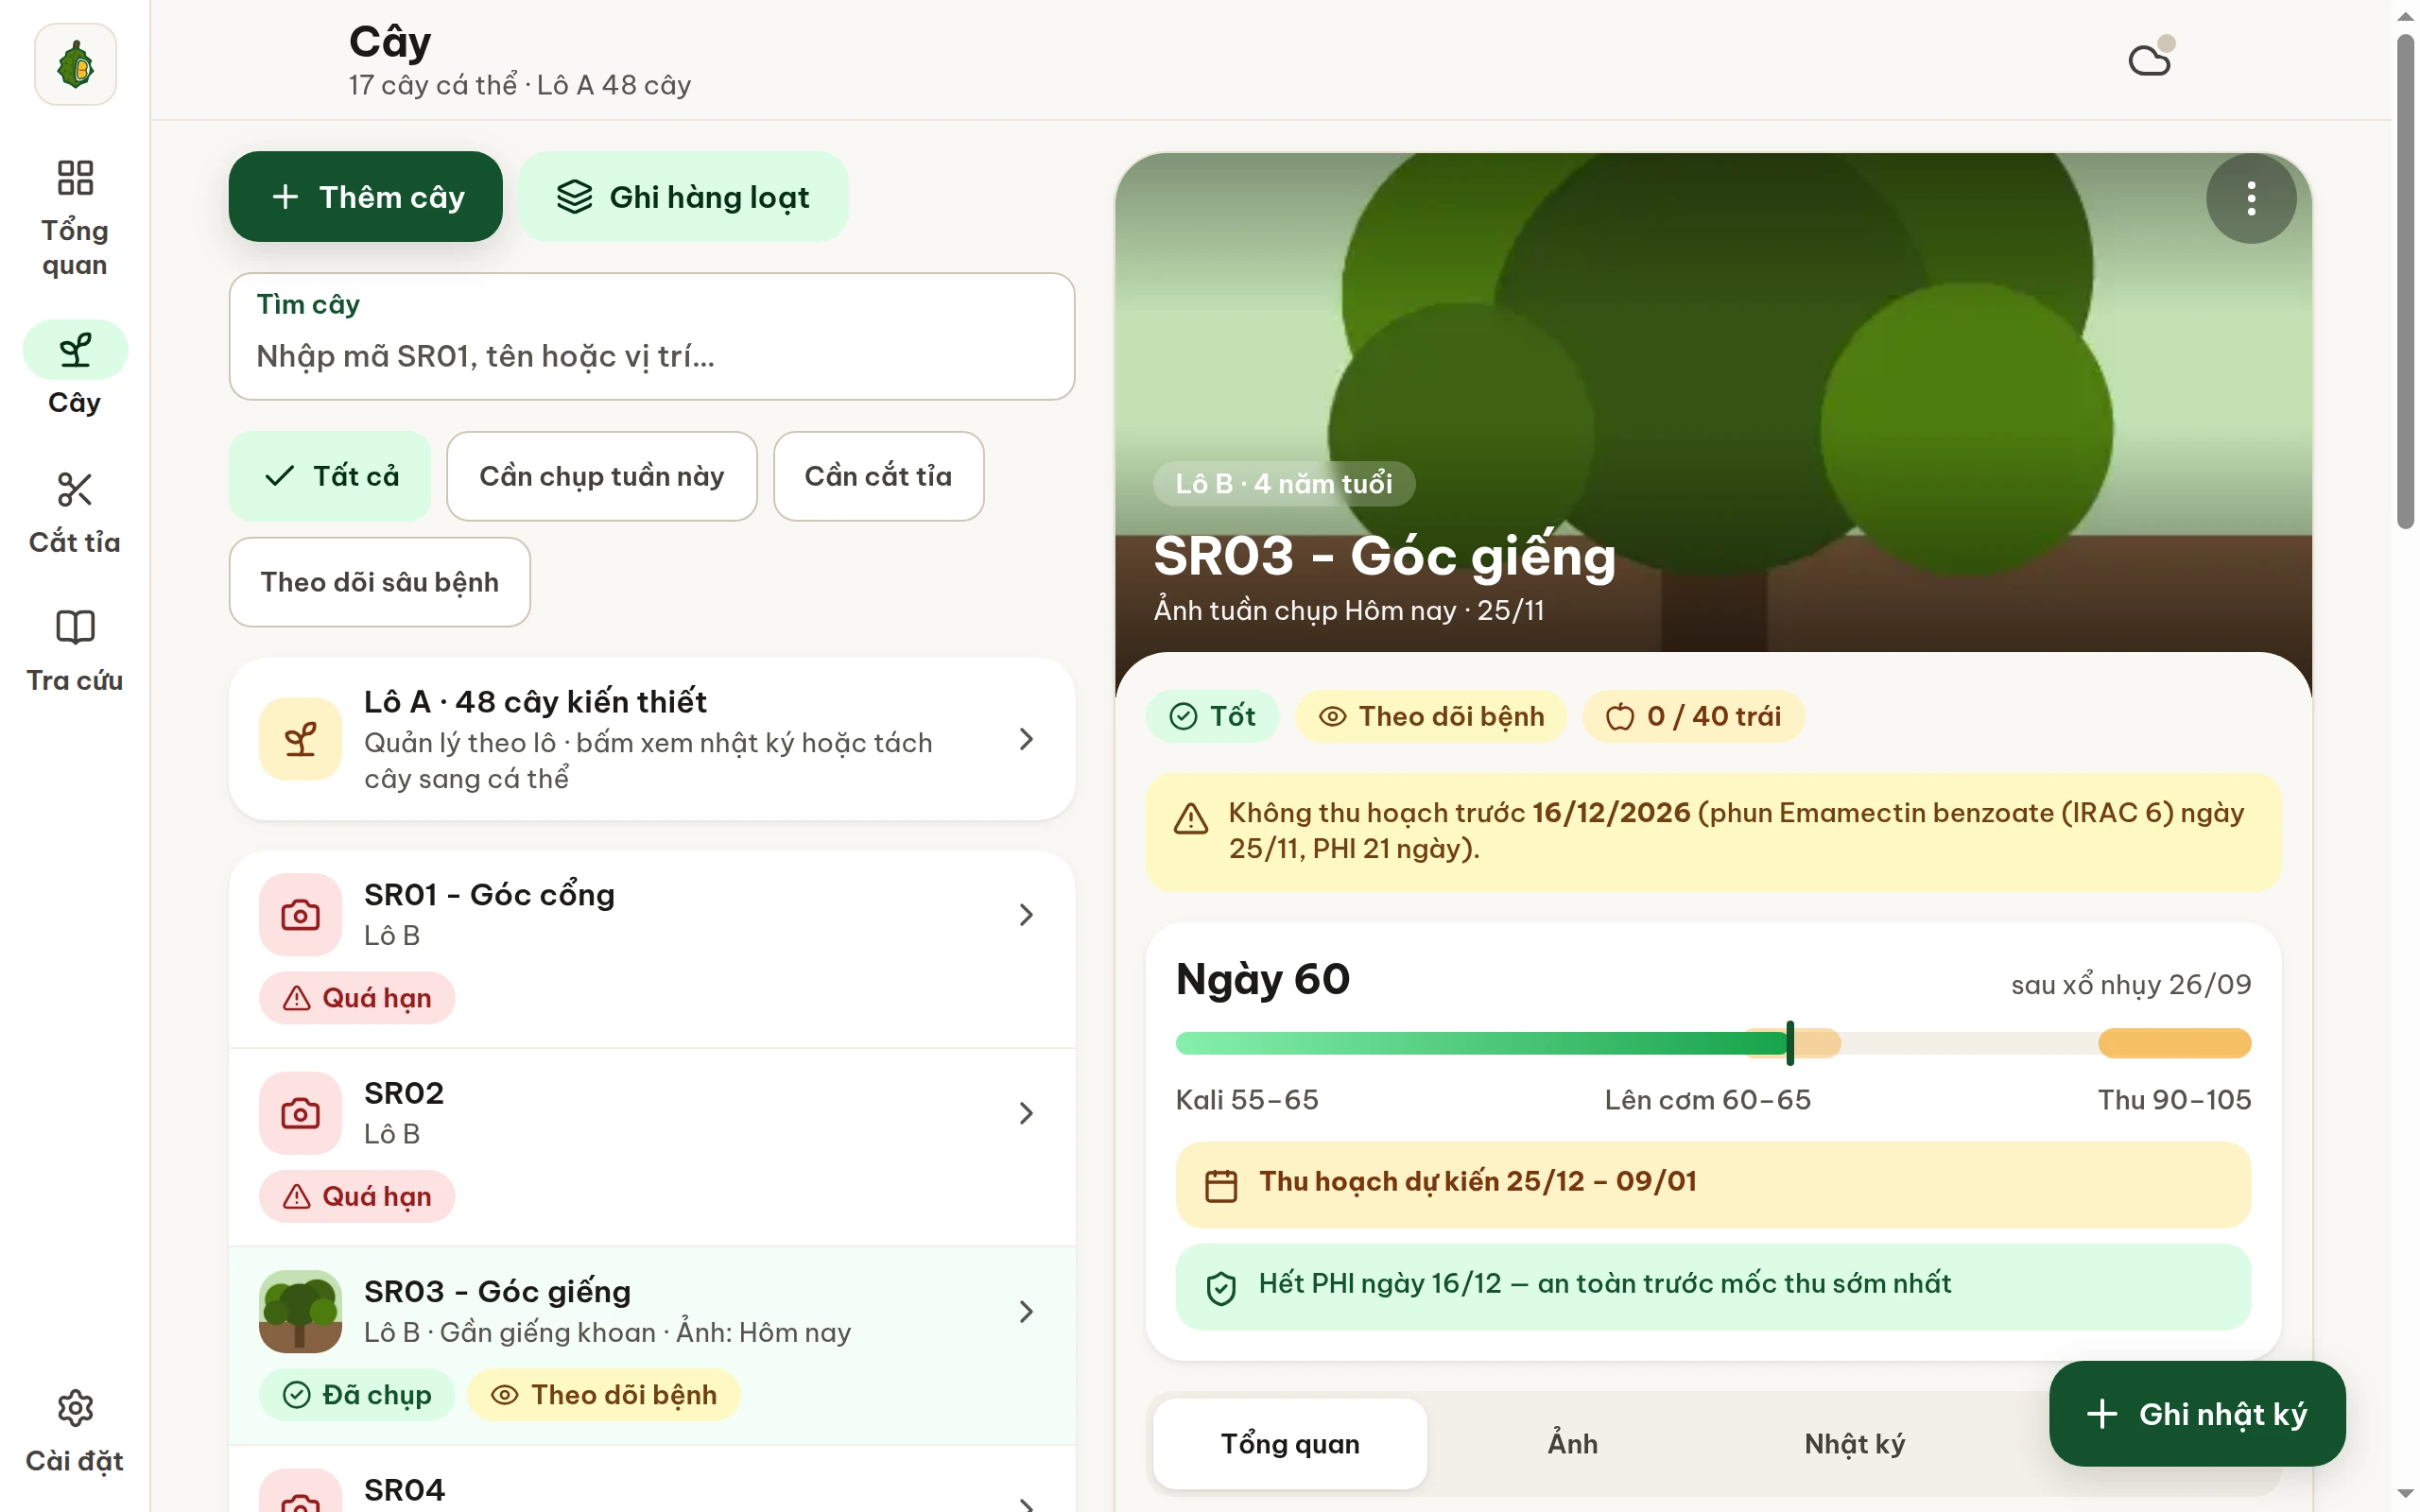 Tổng
quan
Cây
Cắt tỉa
Tra cứu
Cài đặt
Cây
17 cây cá thể · Lô A 48 cây
Thêm cây
Ghi hàng loạt
Tìm cây
Nhập mã SR01, tên hoặc vị trí...
Tất cả
Cần chụp tuần này
Cần cắt tỉa
Theo dõi sâu bệnh
Lô A · 48 cây kiến thiết
Quản lý theo lô · bấm xem nhật ký hoặc tách
cây sang cá thể
SR01 - Góc cổng
Lô B
Quá hạn
SR02
Lô B
Quá hạn
SR03 - Góc giếng
Lô B · Gần giếng khoan · Ảnh: Hôm nay
Đã chụp
Theo dõi bệnh
SR04
Lô B · 4 năm tuổi
SR03 - Góc giếng
Ảnh tuần chụp Hôm nay · 25/11
Tốt
Theo dõi bệnh
0 / 40 trái
Không thu hoạch trước 16/12/2026 (phun Emamectin benzoate (IRAC 6) ngày
25/11, PHI 21 ngày).
Ngày 60
sau xổ nhụy 26/09
Kali 55–65
Lên cơm 60–65
Thu 90–105
Thu hoạch dự kiến 25/12 – 09/01
Hết PHI ngày 16/12 — an toàn trước mốc thu sớm nhất
Tổng quan
Ảnh
Nhật ký
Ghi nhật ký